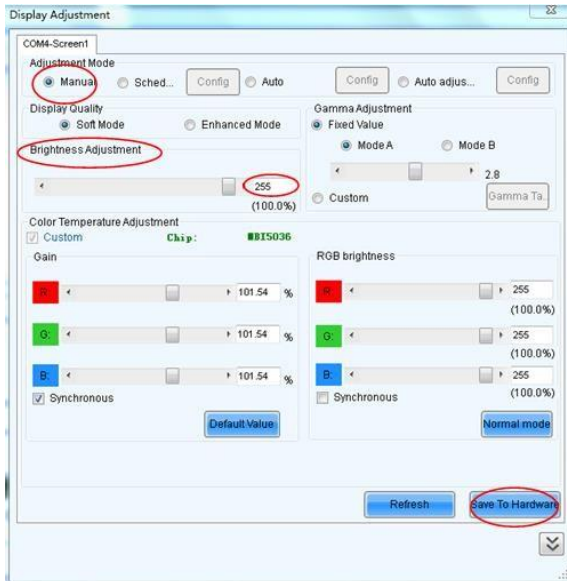 Display Adjustment
COM4-Screen1
Adjustment Mode
Manual Sched... Config Auto Config Auto adjus... Config
Display Quality
Soft Mode Enhanced Mode
Gamma Adjustment
Fixed Value
Mode A Mode B
2.8
Custom Gamma Ta..
Brightness Adjustment
255
(100.0%)
Color Temperature Adjustment
Custom Chip: MBI5036
Gain
R: 101.54 %
G: 101.54 %
B: 101.54 %
Synchronous
Default Value
RGB brightness
R: 255
(100.0%)
G: 255
(100.0%)
B: 255
(100.0%)
Synchronous
Normal mode
Refresh Save To Hardware